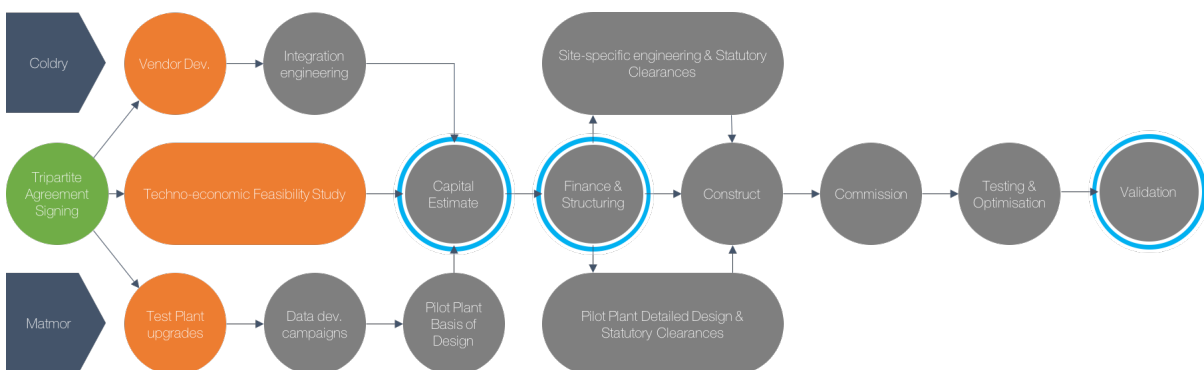 Coldry
Vendor Dev.
Integration
engineering
Site-specific engineering & Statutory
Clearances
Tripartite
Agreement
Signing
Techno-economic Feasibility Study
Capital
Estimate
Finance &
Structuring
Construct
Commission
Testing &
Optimisation
Validation
Matmor
Test Plant
upgrades
Data dev.
campaigns
Pilot Plant
Basis of
Design
Pilot Plant Detailed Design &
Statutory Clearances